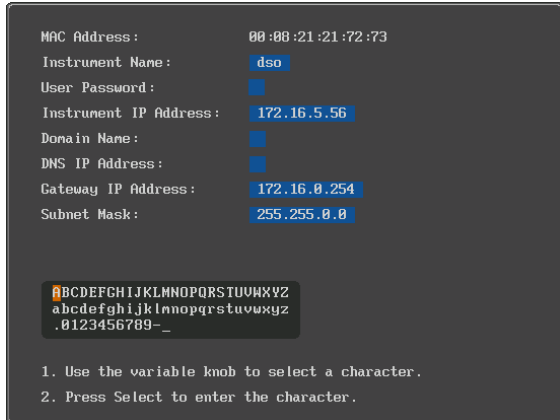 MAC Address: 00:08:21:21:72:73
Instrument Name: dso
User Password:
Instrument IP Address: 172.16.5.56
Domain Name:
DNS IP Address:
Gateway IP Address: 172.16.0.254
Subnet Mask: 255.255.0.0
ABCDEFGHIJKLMNOPQRSTUVWXYZ
abcdefghijklmnopqrstuvwxyz
.0123456789-_
1. Use the variable knob to select a character.
2. Press Select to enter the character.